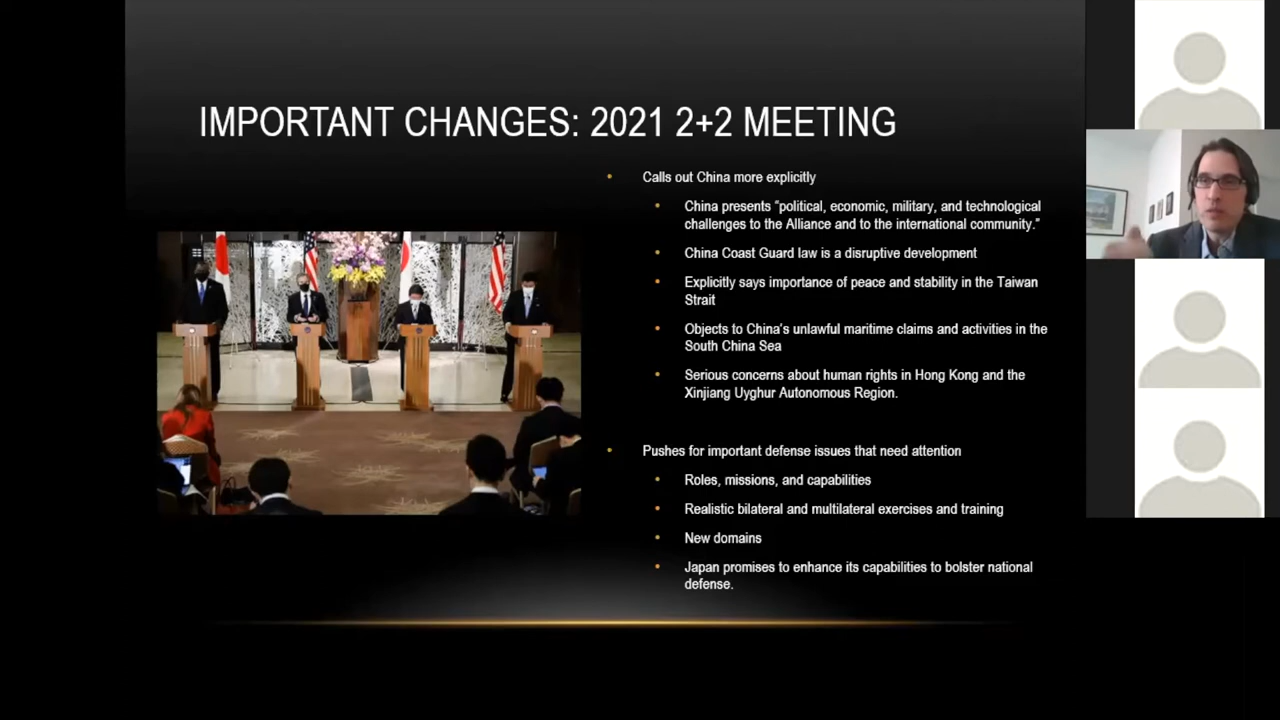 IMPORTANT CHANGES: 2021 2+2 MEETING
• Calls out China more explicitly
• China presents “political, economic, military, and technological
challenges to the Alliance and to the international community.”
• China Coast Guard law is a disruptive development
• Explicitly says importance of peace and stability in the Taiwan
Strait
• Objects to China's unlawful maritime claims and activities in the
South China Sea
• Serious concerns about human rights in Hong Kong and the
Xinjiang Uyghur Autonomous Region.
• Pushes for important defense issues that need attention
• Roles, missions, and capabilities
• Realistic bilateral and multilateral exercises and training
• New domains
• Japan promises to enhance its capabilities to bolster national
defense.